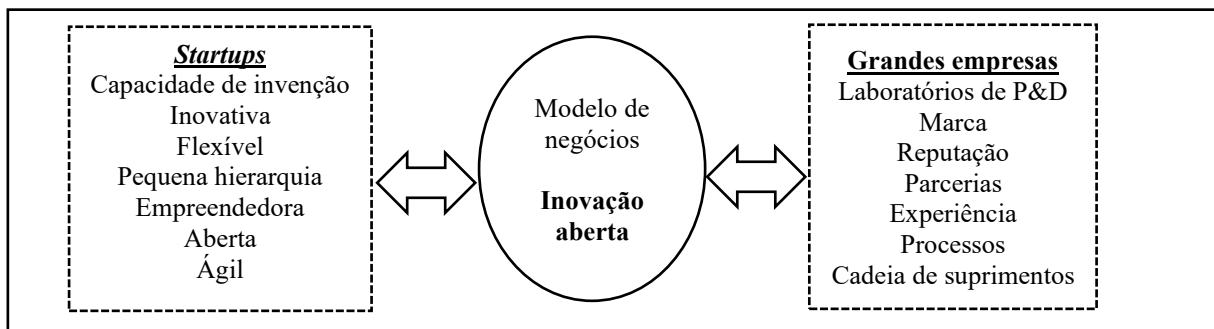 Startups
Capacidade de invenção
Inovativa
Flexível
Pequena hierarquia
Empreendedora
Aberta
Ágil
Modelo de
negócios
Inovação
aberta
Grandes empresas
Laboratórios de P&D
Marca
Reputação
Parcerias
Experiência
Processos
Cadeia de suprimentos